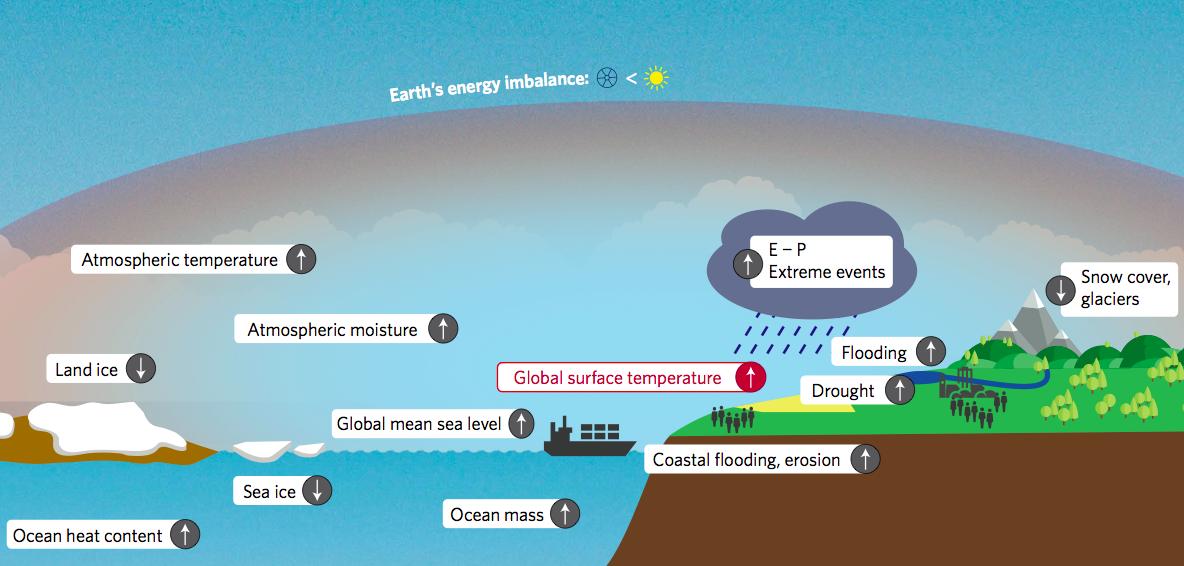 Earth's energy imbalance: <
Atmospheric temperature ↑
↑ E – P
Extreme events
↓ Snow cover,
glaciers
Atmospheric moisture ↑
Flooding ↑
Land ice ↓
Global surface temperature ↑
Drought ↑
Global mean sea level ↑
Coastal flooding, erosion ↑
Sea ice ↓
Ocean mass ↑
Ocean heat content ↑